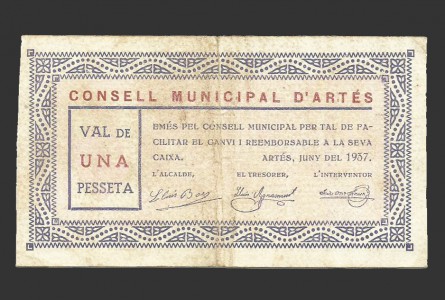 CONSELL MUNICIPAL D'ARTÉS
VAL DE
UNA
PESSETA
EMÉS PEL CONSELL MUNICIPAL PER TAL DE FA-
CILITAR EL CANVI I REEMBORSABLE A LA SEVA
CAIXA. ARTÉS, JUNY DEL 1937.
L'ALCALDE, EL TRESORER, L'INTERVENTOR